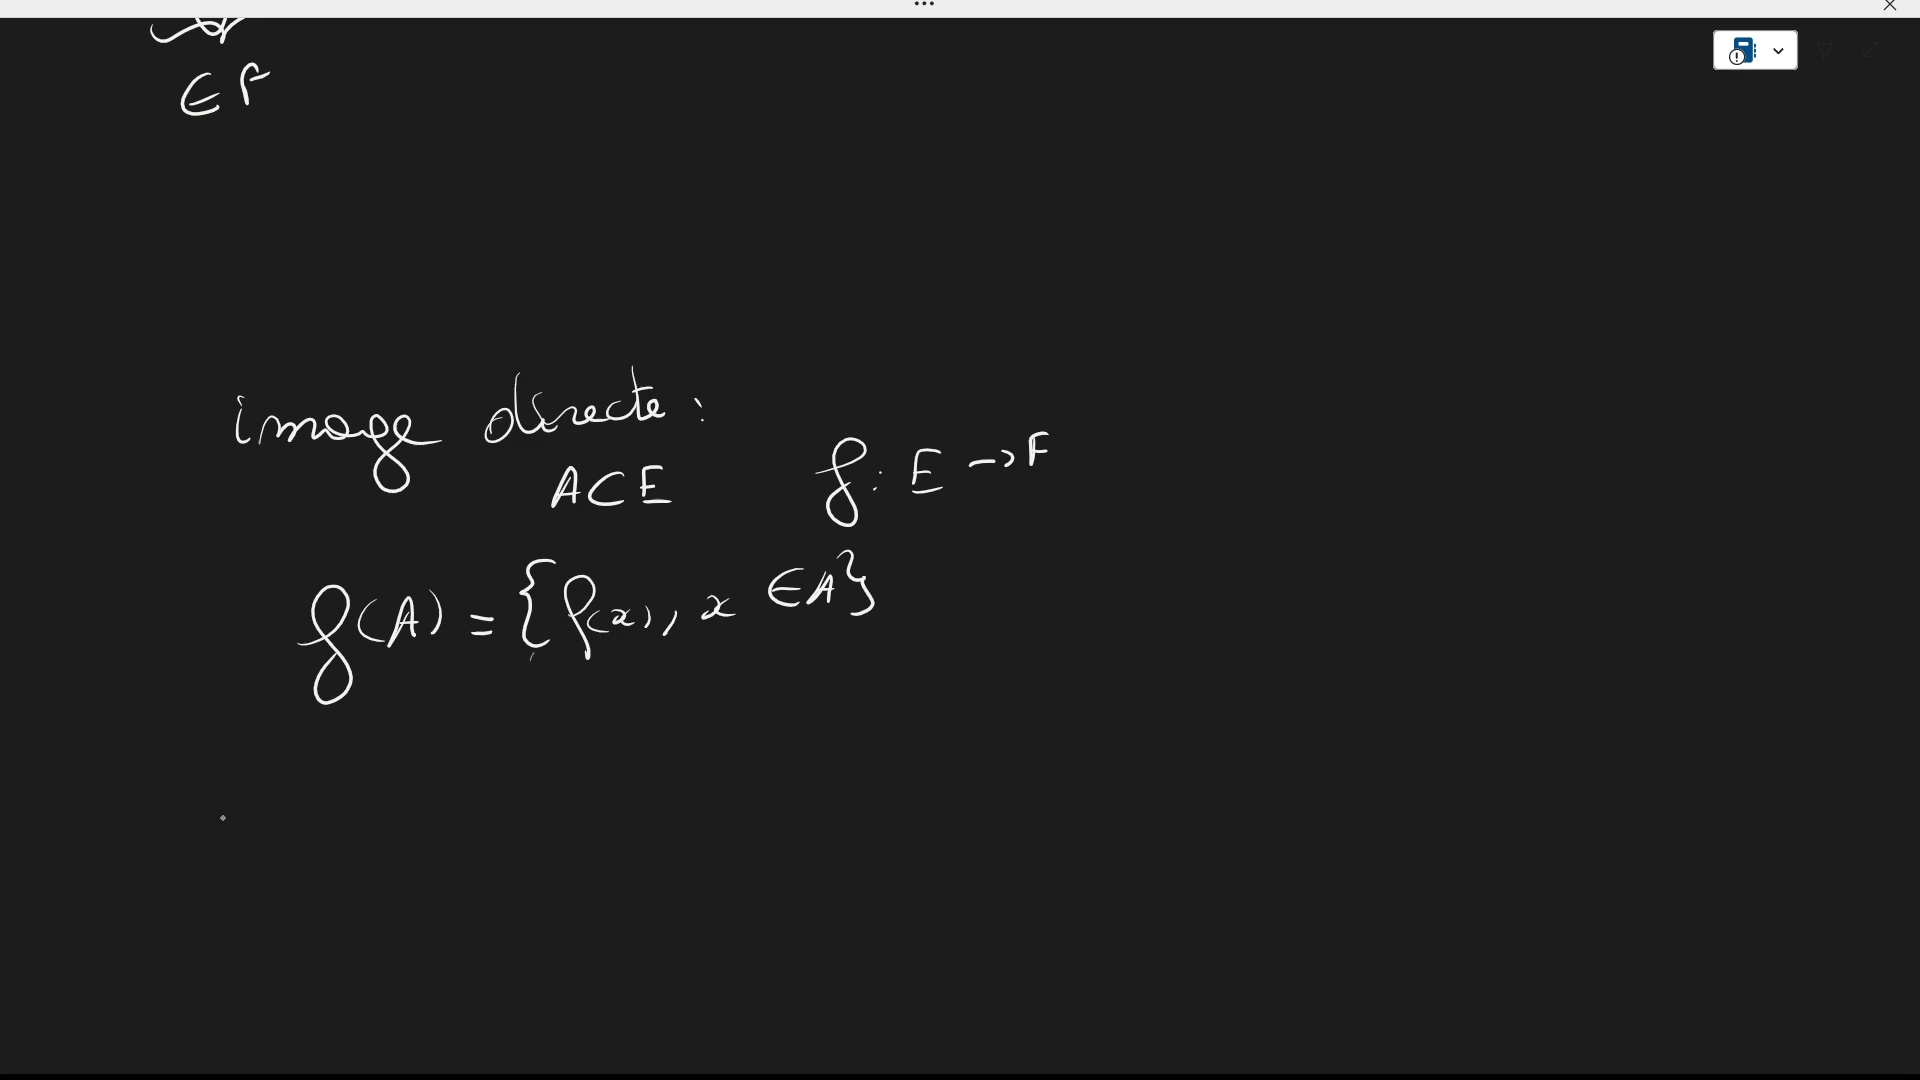 ∈ F
image directe :
A ⊂ E f : E → F
f(A) = {f(x), x ∈ A}